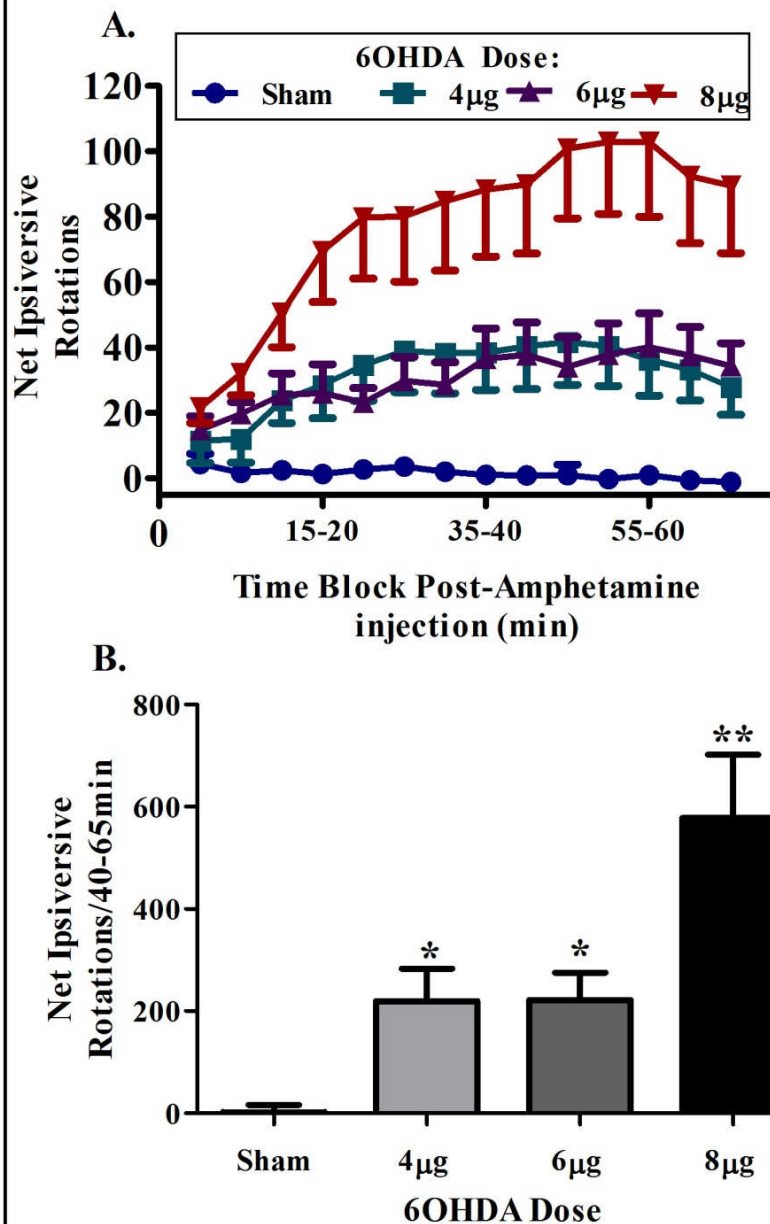 A.
6OHDA Dose:
Sham 4µg 6µg 8µg
120
100
80
60
40
20
0
Net Ipsiversive
Rotations
0 15-20 35-40 55-60
Time Block Post-Amphetamine
injection (min)
B.
800
600
400
200
0
Net Ipsiversive
Rotations/40-65min
* * **
Sham 4µg 6µg 8µg
6OHDA Dose